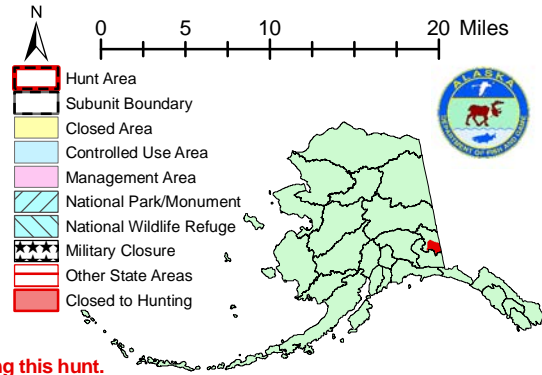 N
0 5 10 20 Miles
Hunt Area
Subunit Boundary
Closed Area
Controlled Use Area
Management Area
National Park/Monument
National Wildlife Refuge
Military Closure
Other State Areas
Closed to Hunting
ALASKA
DEPARTMENT OF FISH AND GAME
ng this hunt.